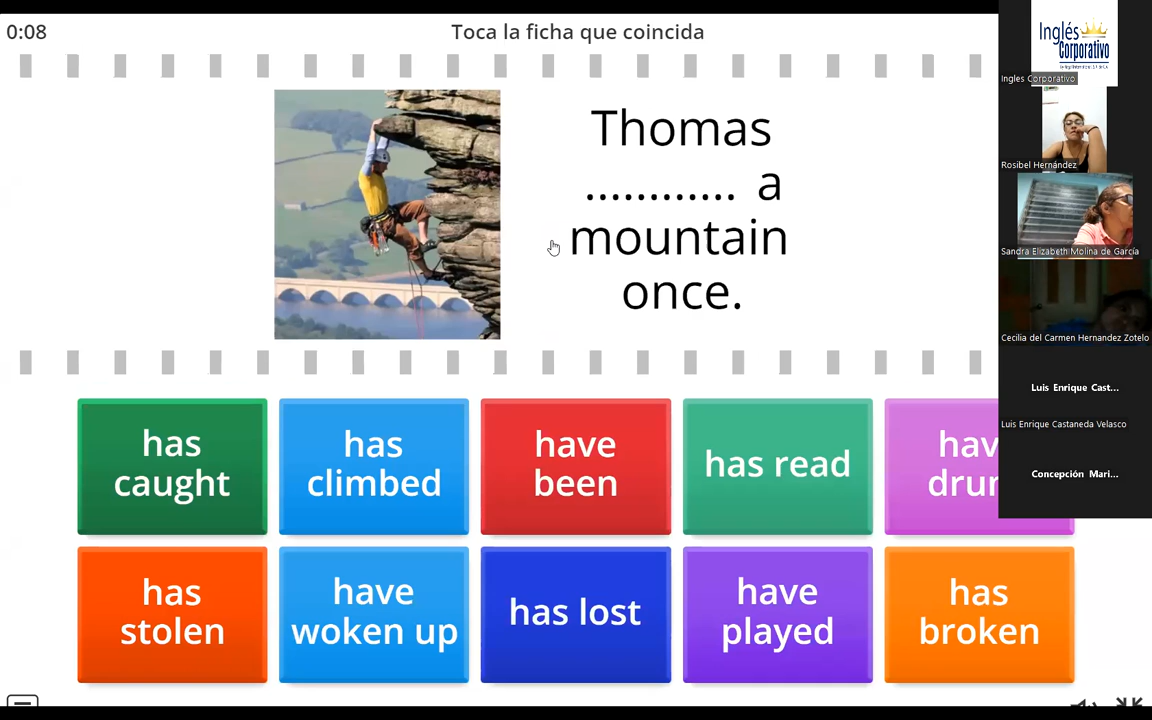 0:08
Toca la ficha que coincida
Thomas
............ a
mountain
once.
has
caught
has
climbed
have
been
has read
has
stolen
have
woken up
has lost
have
played
has
broken
Inglés
Corporativo
Ingles Corporativo
Rosibel Hernández
Sandra Elizabeth Molina de García
Cecilia del Carmen Hernandez Zotelo
Luis Enrique Cast...
Luis Enrique Castaneda Velasco
Concepción Mari...